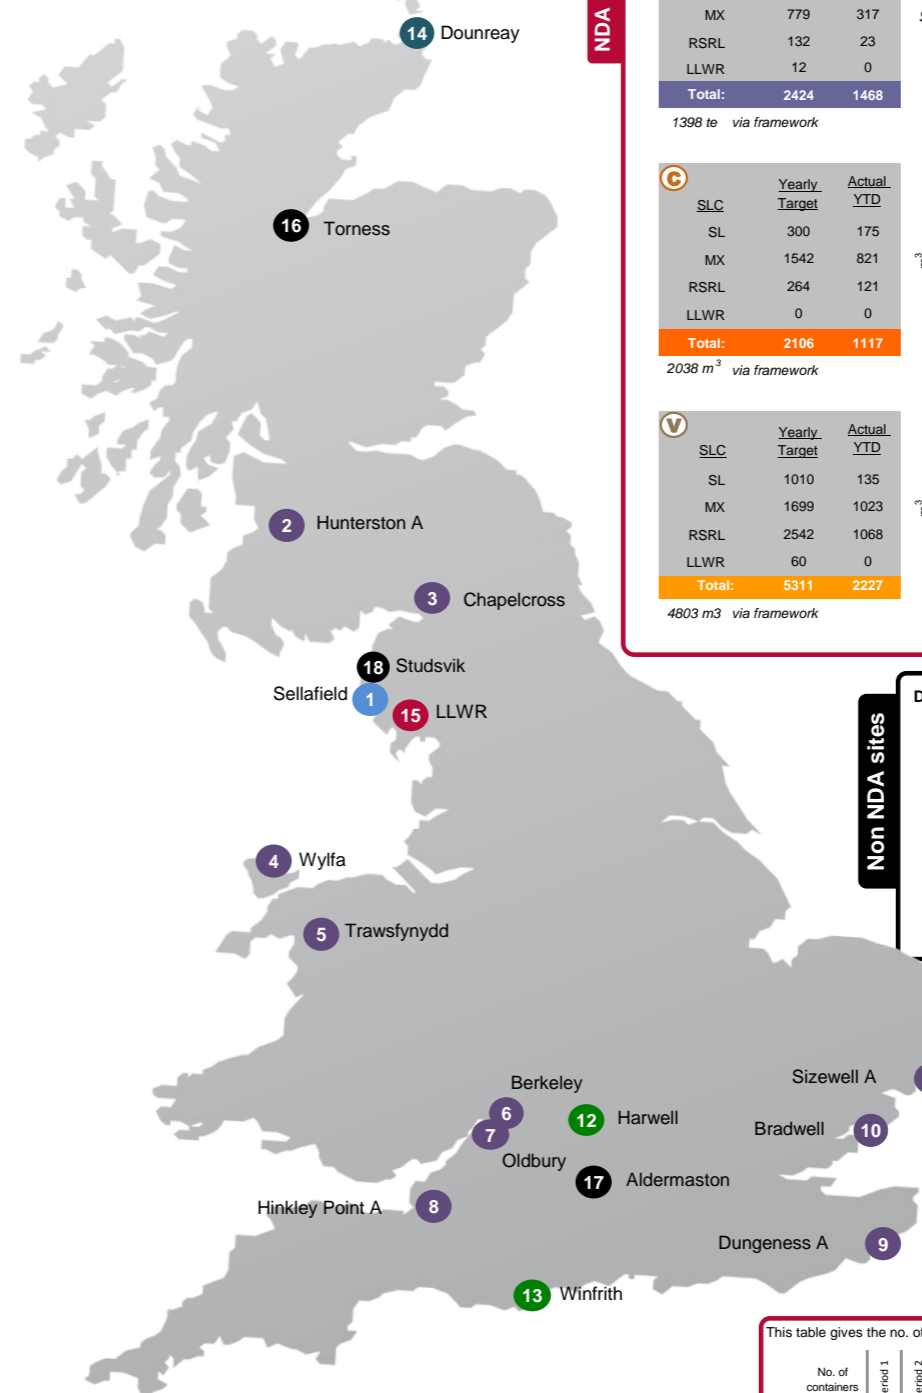 14 Dounreay
16 Torness
2 Hunterston A
3 Chapelcross
18 Studsvik
Sellafield 1
15 LLWR
4 Wylfa
5 Trawsfynydd
Berkeley
6
7
Oldbury
12 Harwell
17 Aldermaston
Hinkley Point A 8
13 Winfrith
Sizewell A
Bradwell 10
Dungeness A 9
NDA
MX 779 317
RSRL 132 23
LLWR 12 0
Total: 2424 1468
1398 te via framework
C
SLC Yearly Target Actual YTD
SL 300 175
MX 1542 821
RSRL 264 121
LLWR 0 0
Total: 2106 1117
2038 m³ via framework
m³
V
SLC Yearly Target Actual YTD
SL 1010 135
MX 1699 1023
RSRL 2542 1068
LLWR 60 0
Total: 5311 2227
4803 m3 via framework
m³
Non NDA sites
D
This table gives the no. of
No. of
containers